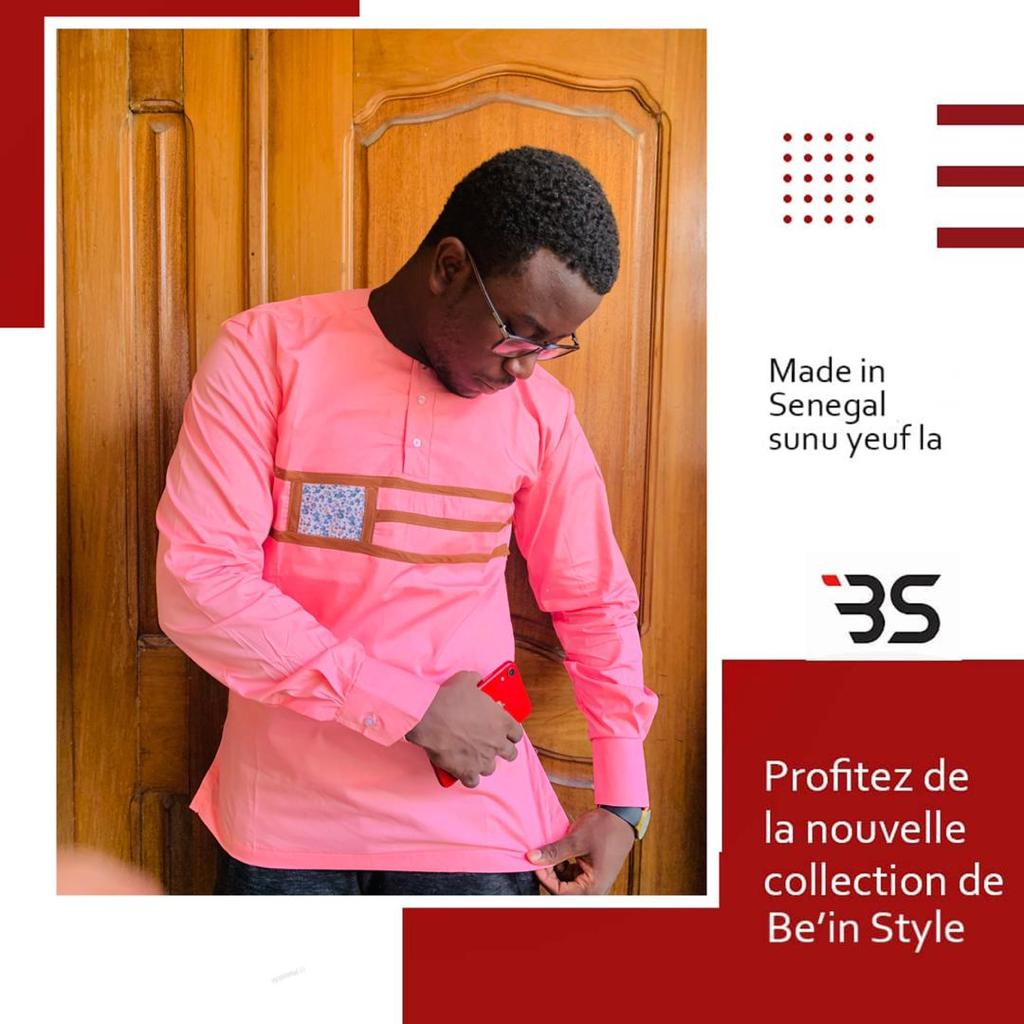 Made in
Senegal
sunu yeuf la
BS
Profitez de
la nouvelle
collection de
Be’in Style